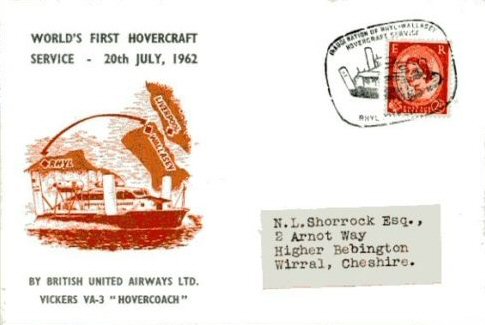 WORLD'S FIRST HOVERCRAFT
SERVICE - 20th JULY, 1962
INAUGURATION OF RHYL-WALLASEY
HOVERCRAFT SERVICE
E R
RHYL
LIVERPOOL
WALLASEY
RHYL
N.L.Shorrock Esq.,
2 Arnot Way
Higher Bebington
Wirral, Cheshire.
BY BRITISH UNITED AIRWAYS LTD.
VICKERS VA-3 "HOVERCOACH"